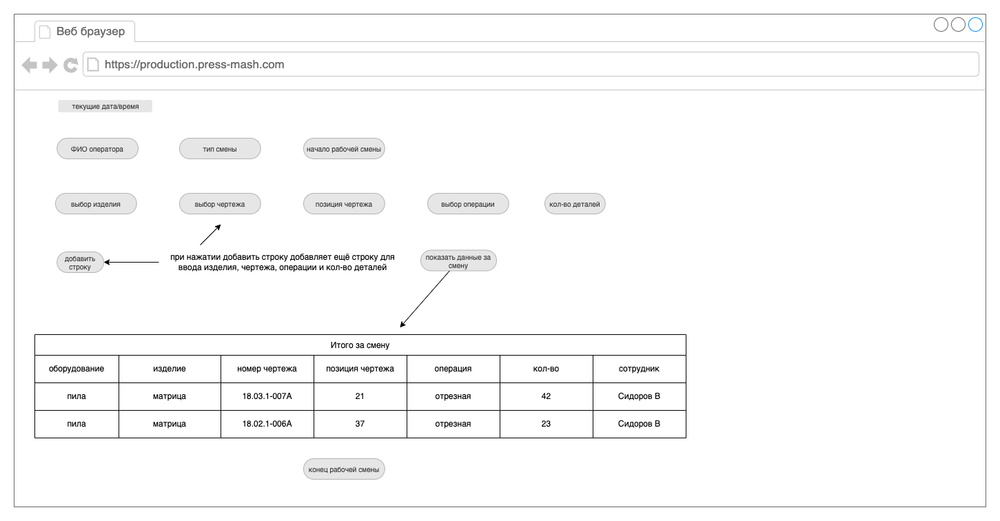 Веб браузер
https://production.press-mash.com
текущие дата/время
ФИО оператора
тип смены
начало рабочей смены
выбор изделия
выбор чертежа
позиция чертежа
выбор операции
кол-во деталей
добавить
строку
при нажатии добавить строку добавляет ещё строку для
ввода изделия, чертежа, операции и кол-во деталей
показать данные за
смену
Итого за смену
оборудование изделие номер чертежа позиция чертежа операция кол-во сотрудник
пила матрица 18.03.1-007А 21 отрезная 42 Сидоров В
пила матрица 18.02.1-006А 37 отрезная 23 Сидоров В
конец рабочей смены